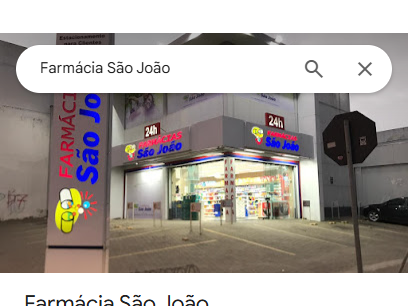 Estacionamento
para Clientes
Farmácia São João
FARMÁCIAS
São João
24h
FARMÁCIAS
São João
24h
FARMÁCIAS
São João
Farmácia São João